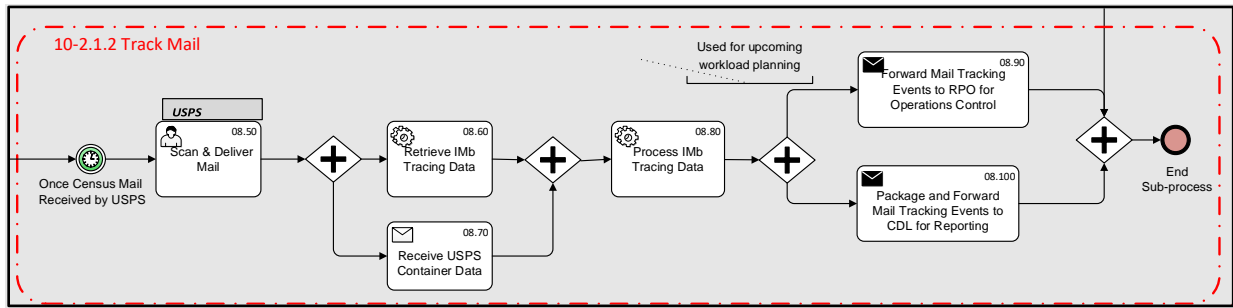 10-2.1.2 Track Mail
Once Census Mail
Received by USPS
USPS
08.50
Scan & Deliver
Mail
08.60
Retrieve IMb
Tracing Data
08.70
Receive USPS
Container Data
08.80
Process IMb
Tracing Data
Used for upcoming
workload planning
08.90
Forward Mail Tracking
Events to RPO for
Operations Control
08.100
Package and Forward
Mail Tracking Events to
CDL for Reporting
End
Sub-process